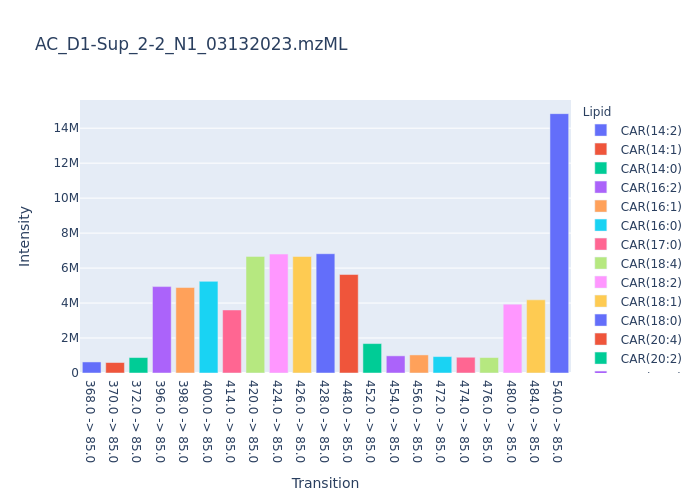 AC_D1-Sup_2-2_N1_03132023.mzML
Lipid
CAR(14:2)
CAR(14:1)
CAR(14:0)
CAR(16:2)
CAR(16:1)
CAR(16:0)
CAR(17:0)
CAR(18:4)
CAR(18:2)
CAR(18:1)
CAR(18:0)
CAR(20:4)
CAR(20:2)
14M
12M
10M
8M
6M
4M
2M
0
Intensity
368.0 -> 85.0
370.0 -> 85.0
372.0 -> 85.0
396.0 -> 85.0
398.0 -> 85.0
400.0 -> 85.0
414.0 -> 85.0
420.0 -> 85.0
424.0 -> 85.0
426.0 -> 85.0
428.0 -> 85.0
448.0 -> 85.0
452.0 -> 85.0
454.0 -> 85.0
456.0 -> 85.0
472.0 -> 85.0
474.0 -> 85.0
476.0 -> 85.0
480.0 -> 85.0
484.0 -> 85.0
540.0 -> 85.0
Transition